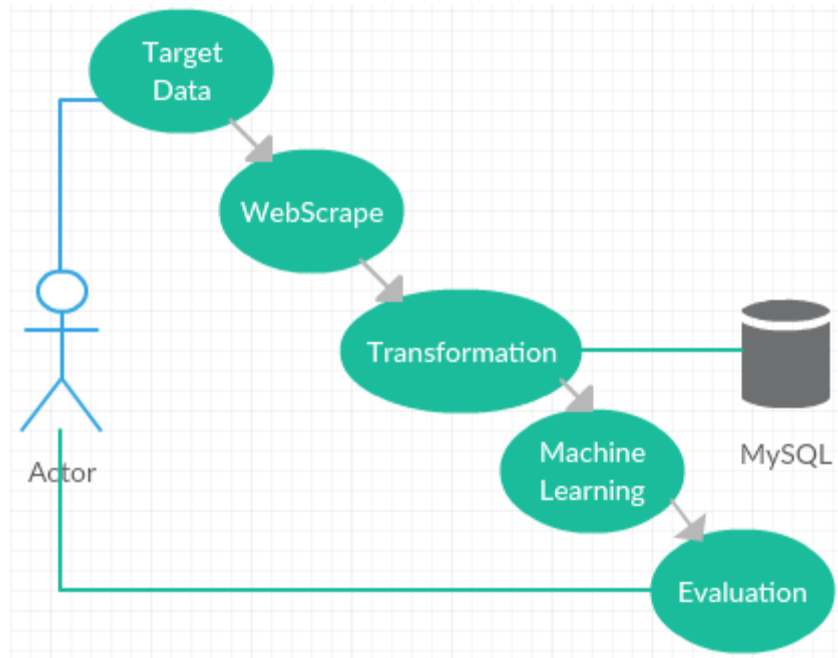 Target
Data
WebScrape
Transformation
Machine
Learning
MySQL
Actor
Evaluation